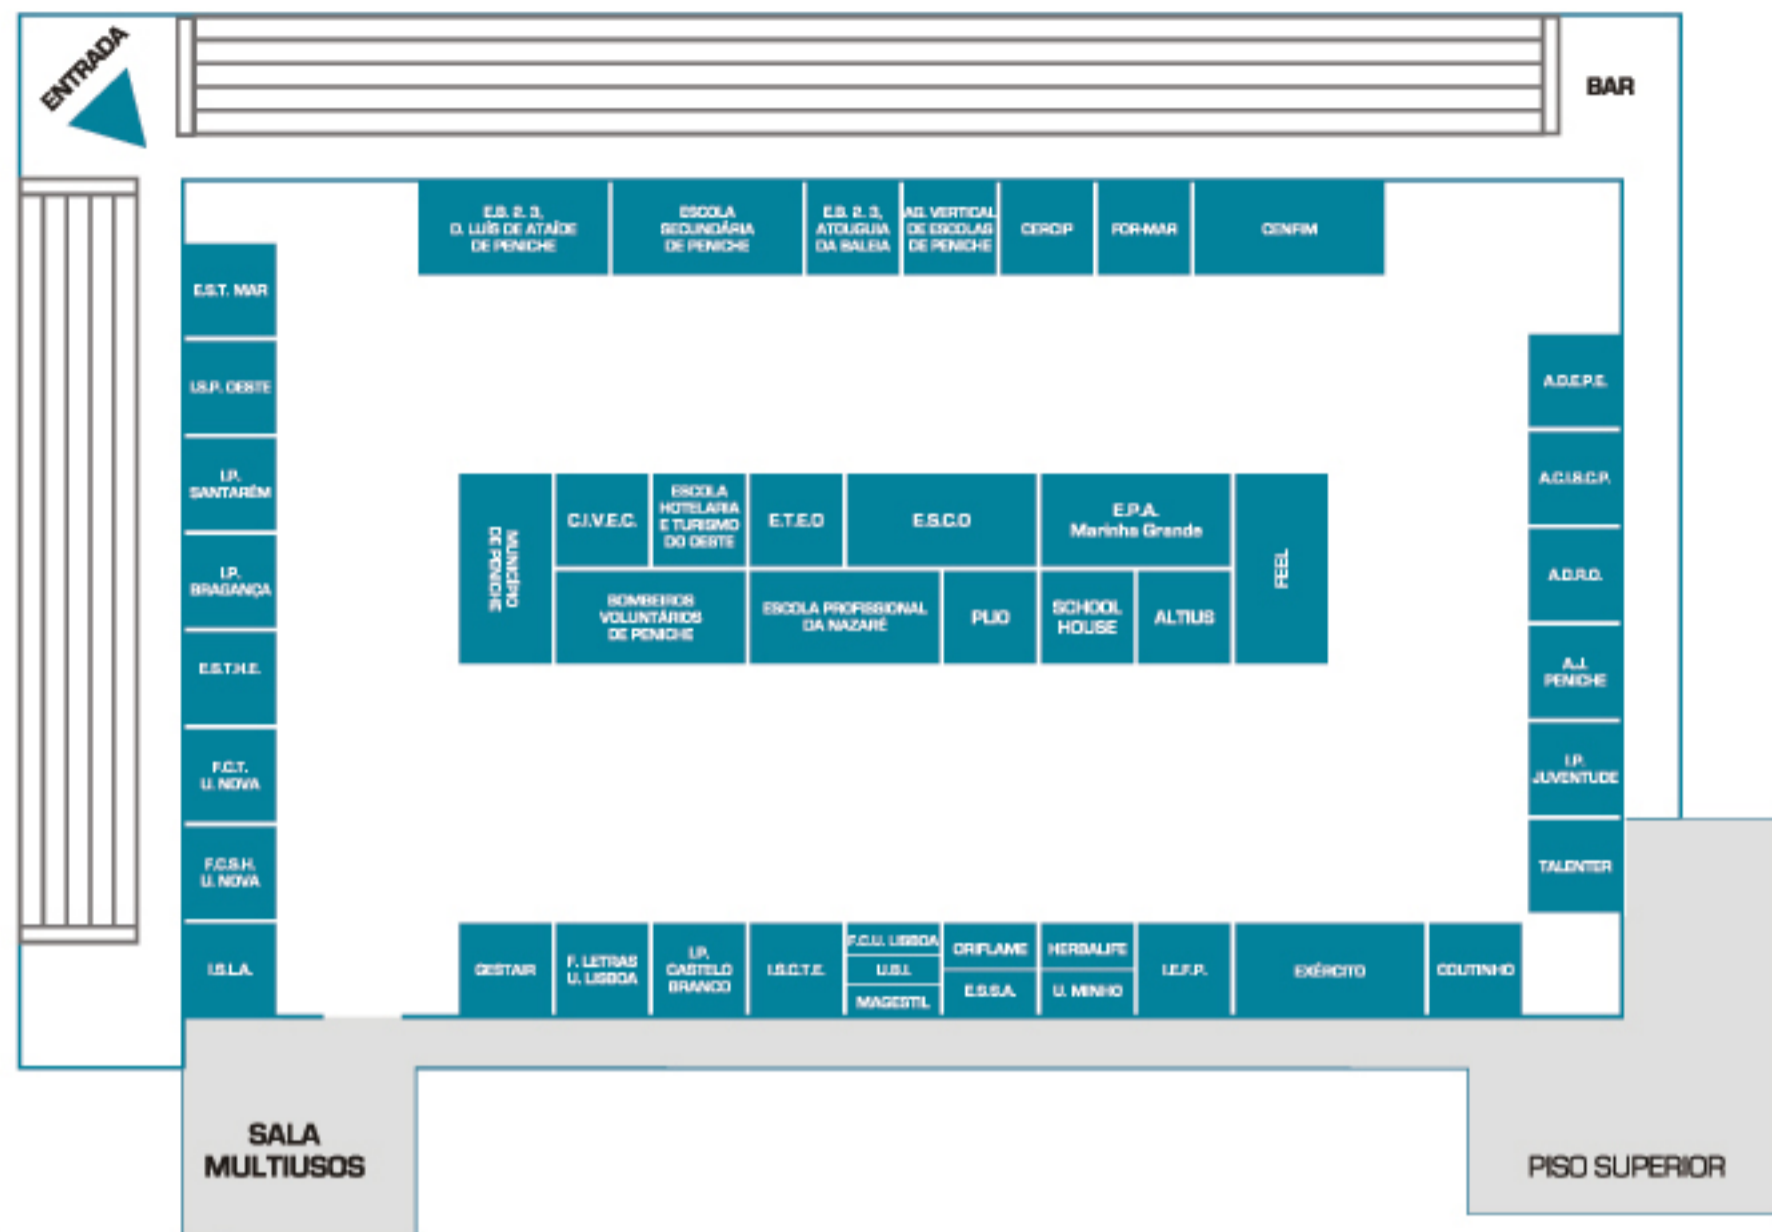 ENTRADA
BAR
E.B. 2. 3,
D. LUÍS DE ATAÍDE
DE PENICHE
ESCOLA
SECUNDÁRIA
DE PENICHE
E.B. 2. 3,
ATOUGUIA
DA BALEIA
AG. VERTICAL
DE ESCOLAS
DE PENICHE
CERCIP
FOR-MAR
CENFIM
E.S.T. MAR
I.S.P. OESTE
I.P.
SANTARÉM
I.P.
BRAGANÇA
E.S.T.H.E.
F.C.T.
U. NOVA
F.C.S.H.
U. NOVA
I.S.L.A.
MUNICÍPIO
DE PENICHE
C.I.V.E.C.
ESCOLA
HOTELARIA
E TURISMO
DO OESTE
E.T.E.O
E.S.C.O
E.P.A.
Marinha Grande
FEEL
BOMBEIROS
VOLUNTÁRIOS
DE PENICHE
ESCOLA PROFISSIONAL
DA NAZARÉ
PIJO
SCHOOL
HOUSE
ALTIUS
A.D.E.P.E.
A.C.I.S.C.P.
A.D.R.O.
A.J.
PENICHE
I.P.
JUVENTUDE
TALENTER
GESTAIR
F. LETRAS
U. LISBOA
I.P.
CASTELO
BRANCO
I.S.C.T.E.
F.C.U. LISBOA
U.B.I.
MAGESTIL
ORIFLAME
E.S.S.A.
HERBALIFE
U. MINHO
I.E.F.P.
EXÉRCITO
COUTINHO
SALA
MULTIUSOS
PISO SUPERIOR